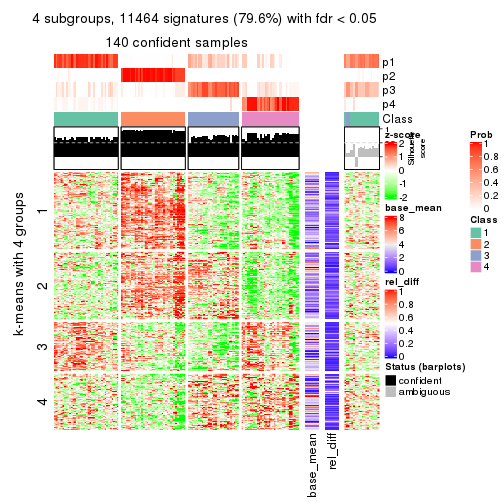 4 subgroups, 11464 signatures (79.6%) with fdr < 0.05
140 confident samples
p1
p2
p3
p4
Class
1
Silhouette
score
k-means with 4 groups
1
2
3
4
base_mean
rel_diff
z-score
2
1
0
-1
-2
base_mean
8
6
4
2
0
rel_diff
1
0.8
0.6
0.4
0.2
0
Status (barplots)
confident
ambiguous
Prob
1
0.8
0.6
0.4
0.2
0
Class
1
2
3
4